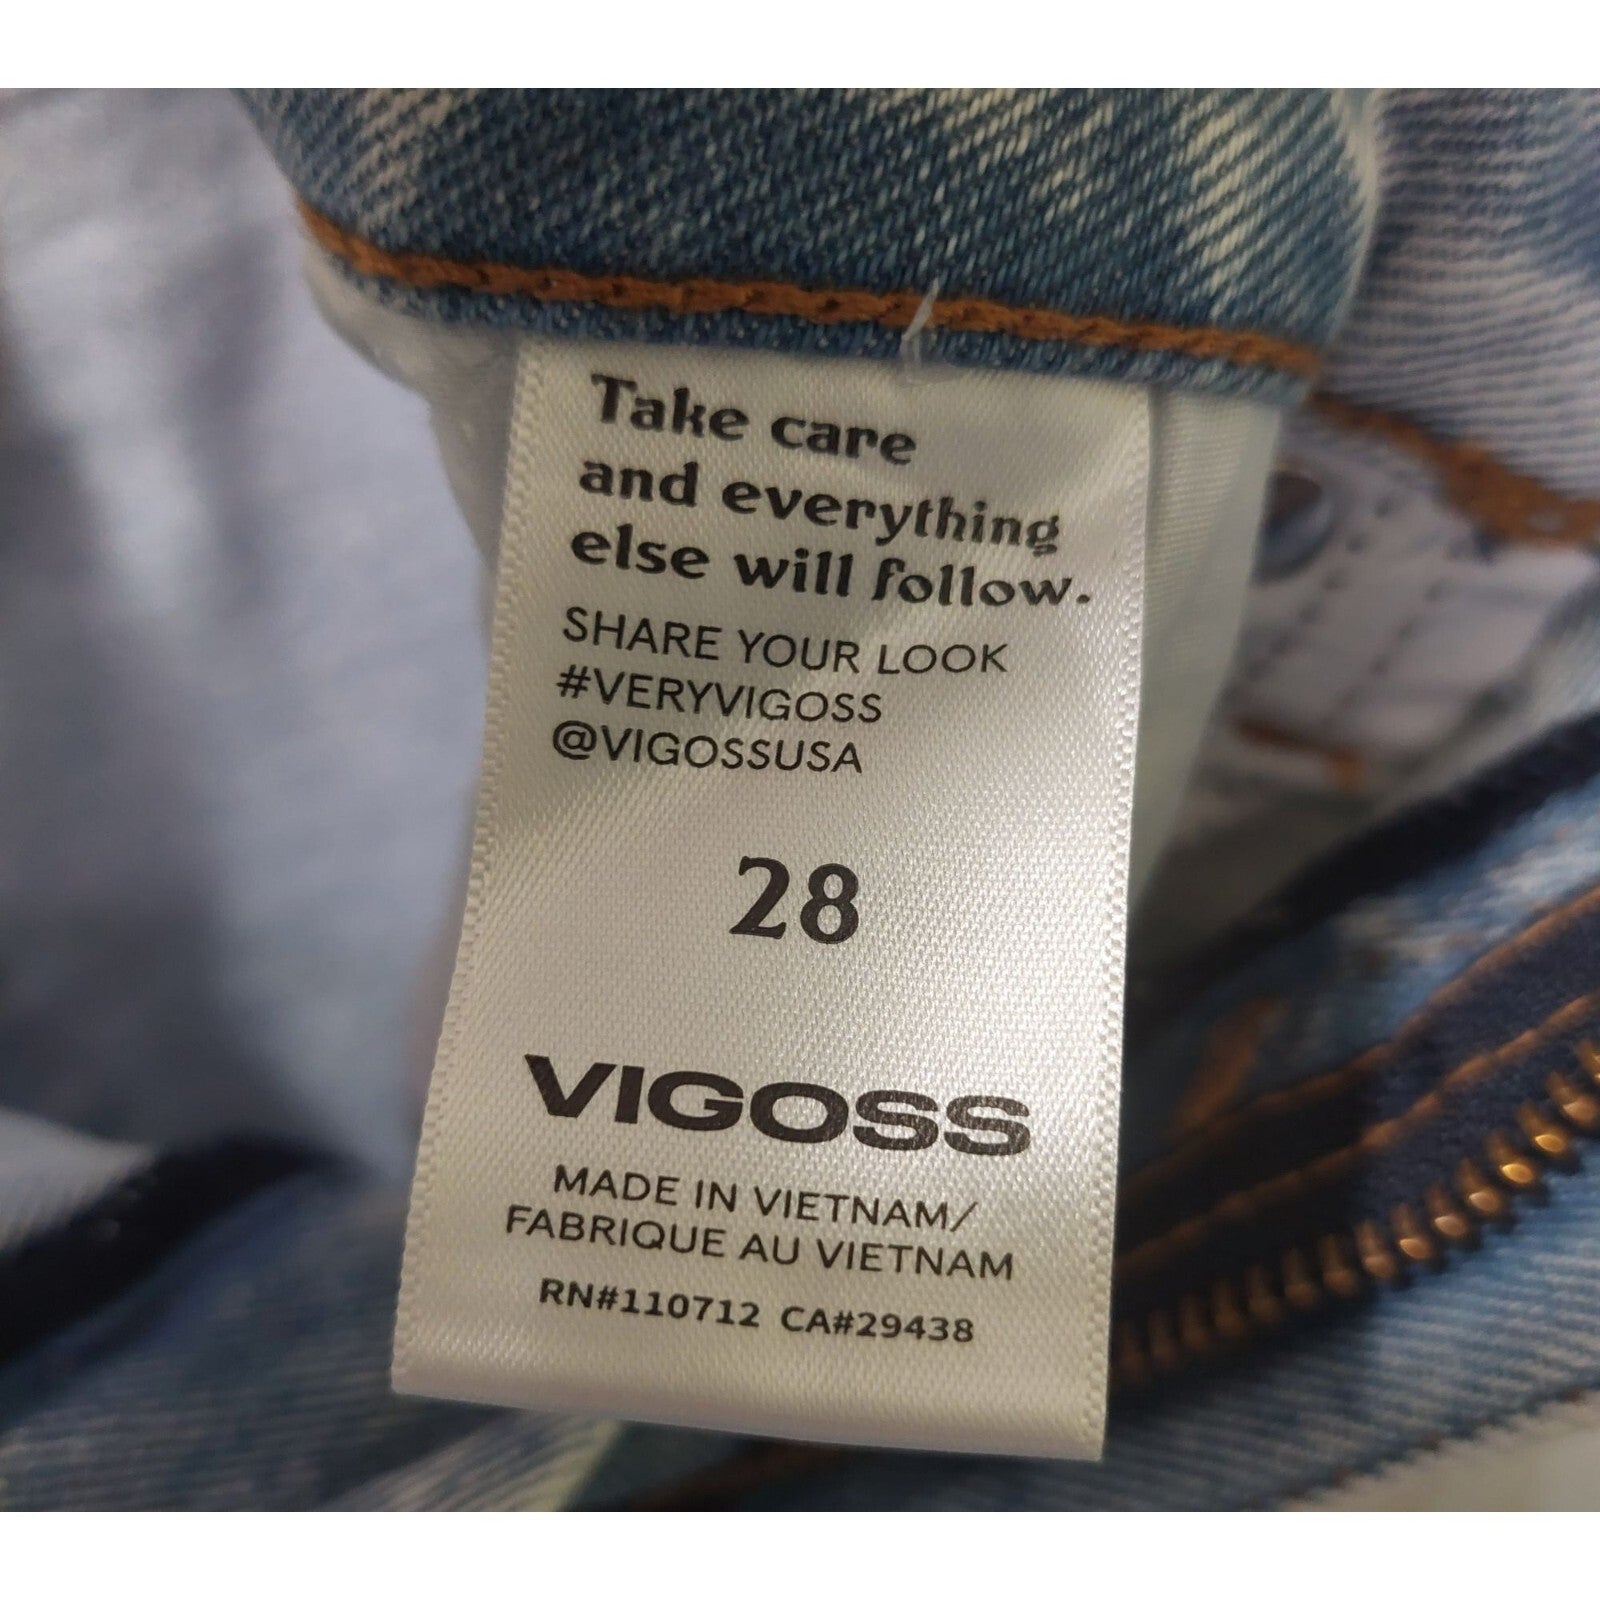 Take care
and everything
else will follow.
SHARE YOUR LOOK
#VERYVIGOSS
@VIGOSSUSA
28
VIGOSS
MADE IN VIETNAM/
FABRIQUE AU VIETNAM
RN#110712 CA#29438